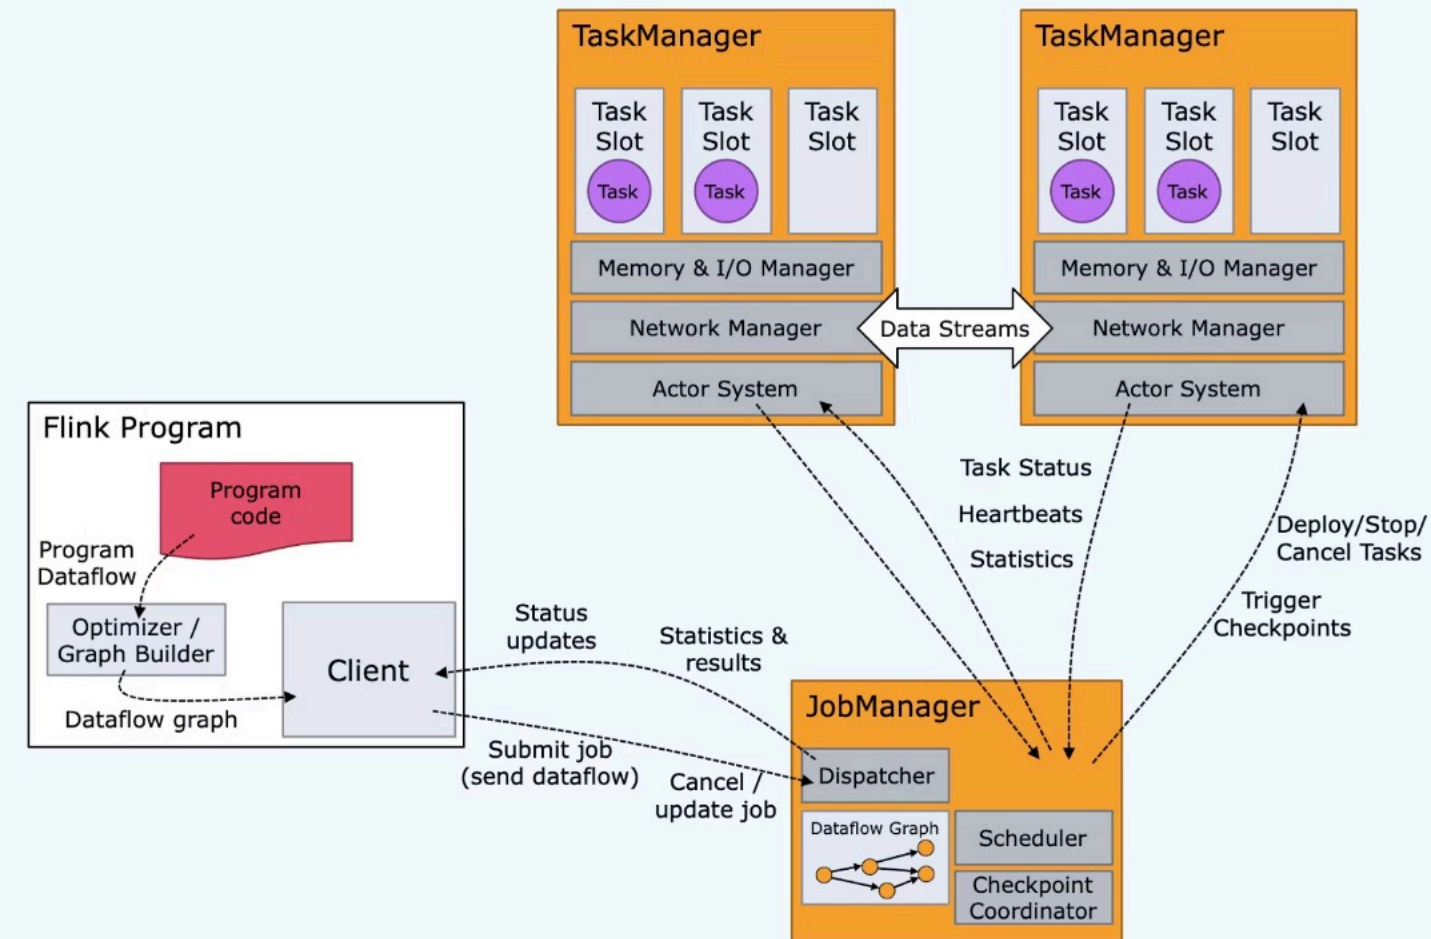 TaskManager
Task
Slot
Task
Task
Slot
Task
Task
Slot
Memory & I/O Manager
Network Manager
Actor System
TaskManager
Task
Slot
Task
Task
Slot
Task
Task
Slot
Memory & I/O Manager
Network Manager
Actor System
Data Streams
Flink Program
Program
code
Program
Dataflow
Optimizer /
Graph Builder
Dataflow graph
Client
Status
updates
Statistics &
results
Submit job
(send dataflow)
Cancel /
update job
Task Status
Heartbeats
Statistics
Deploy/Stop/
Cancel Tasks
Trigger
Checkpoints
JobManager
Dispatcher
Dataflow Graph
Scheduler
Checkpoint
Coordinator